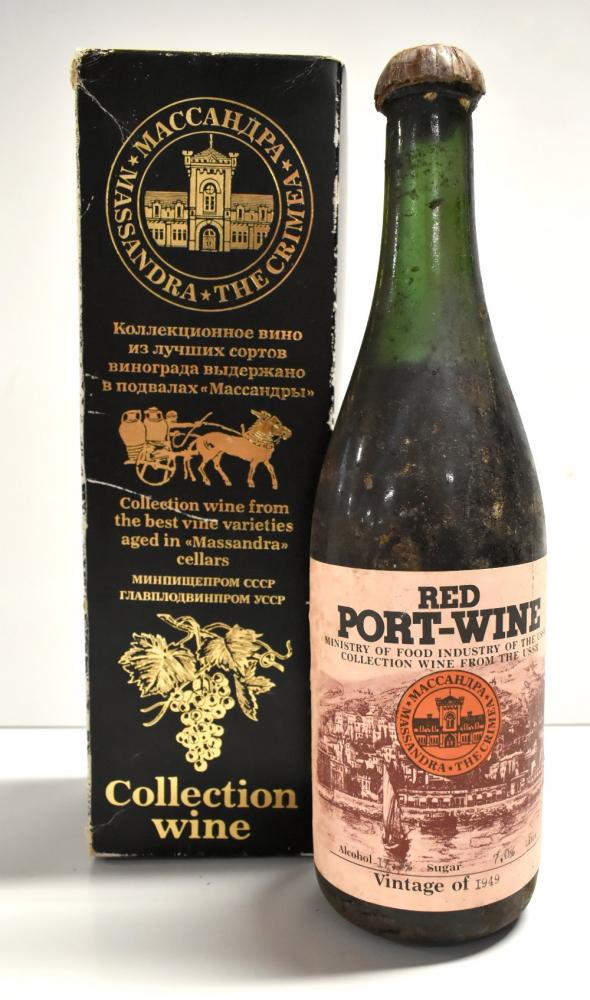 МАССАНДРА
MASSANDRA ★ THE CRIMEA
Коллекционное вино
из лучших сортов
винограда выдержано
в подвалах «Массандры»
Collection wine from
the best vine varieties
aged in «Massandra»
cellars
МИНПИЩЕПРОМ СССР
ГЛАВПЛОДВИНПРОМ УССР
Collection
wine
RED
PORT-WINE
MINISTRY OF FOOD INDUSTRY OF THE USSR
COLLECTION WINE FROM THE USSR
МАССАНДРА
MASSANDRA ★ THE CRIMEA
Alcohol Sugar 7,0%
Vintage of 1949